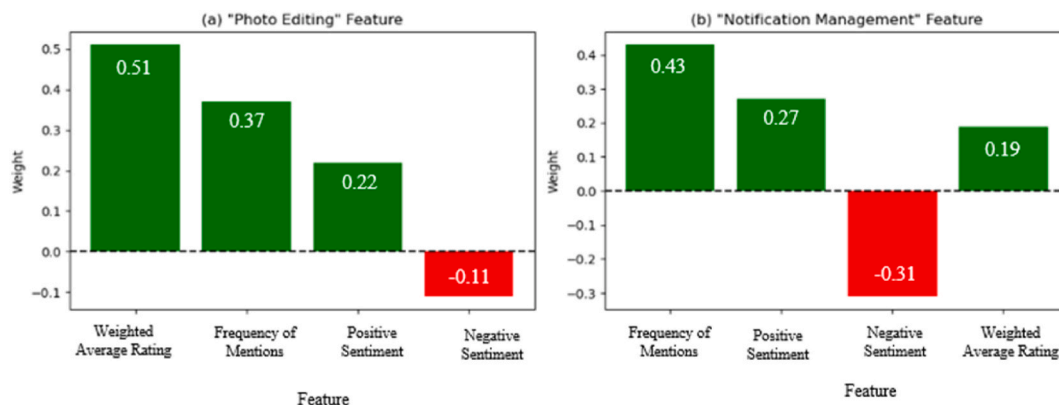 (a) "Photo Editing" Feature
Weight
0.5
0.4
0.3
0.2
0.1
0.0
−0.1
0.51
0.37
0.22
-0.11
Weighted
Average Rating
Frequency of
Mentions
Positive
Sentiment
Negative
Sentiment
Feature
(b) "Notification Management" Feature
Weight
0.4
0.3
0.2
0.1
0.0
−0.1
−0.2
−0.3
0.43
0.27
-0.31
0.19
Frequency of
Mentions
Positive
Sentiment
Negative
Sentiment
Weighted
Average Rating
Feature